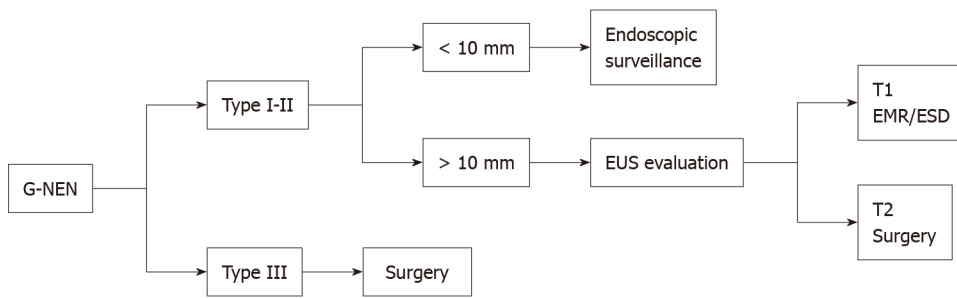 G-NEN
Type I-II
< 10 mm
Endoscopic
surveillance
> 10 mm
EUS evaluation
T1
EMR/ESD
T2
Surgery
Type III
Surgery